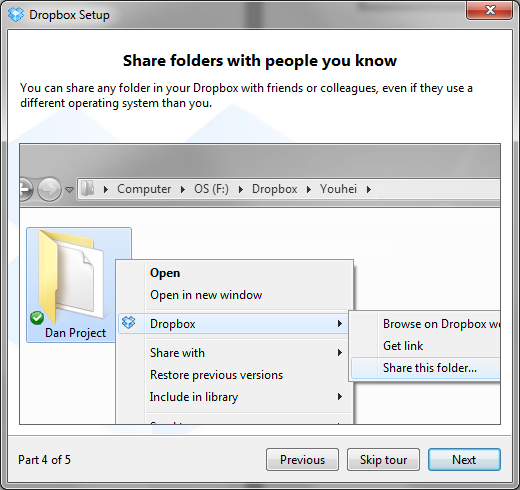 Dropbox Setup
Share folders with people you know
You can share any folder in your Dropbox with friends or colleagues, even if they use a
different operating system than you.
Computer OS (F:) Dropbox Youhei
Dan Project
Open
Open in new window
Dropbox
Share with
Restore previous versions
Include in library
Browse on Dropbox
Get link
Share this folder...
Part 4 of 5
Previous
Skip tour
Next